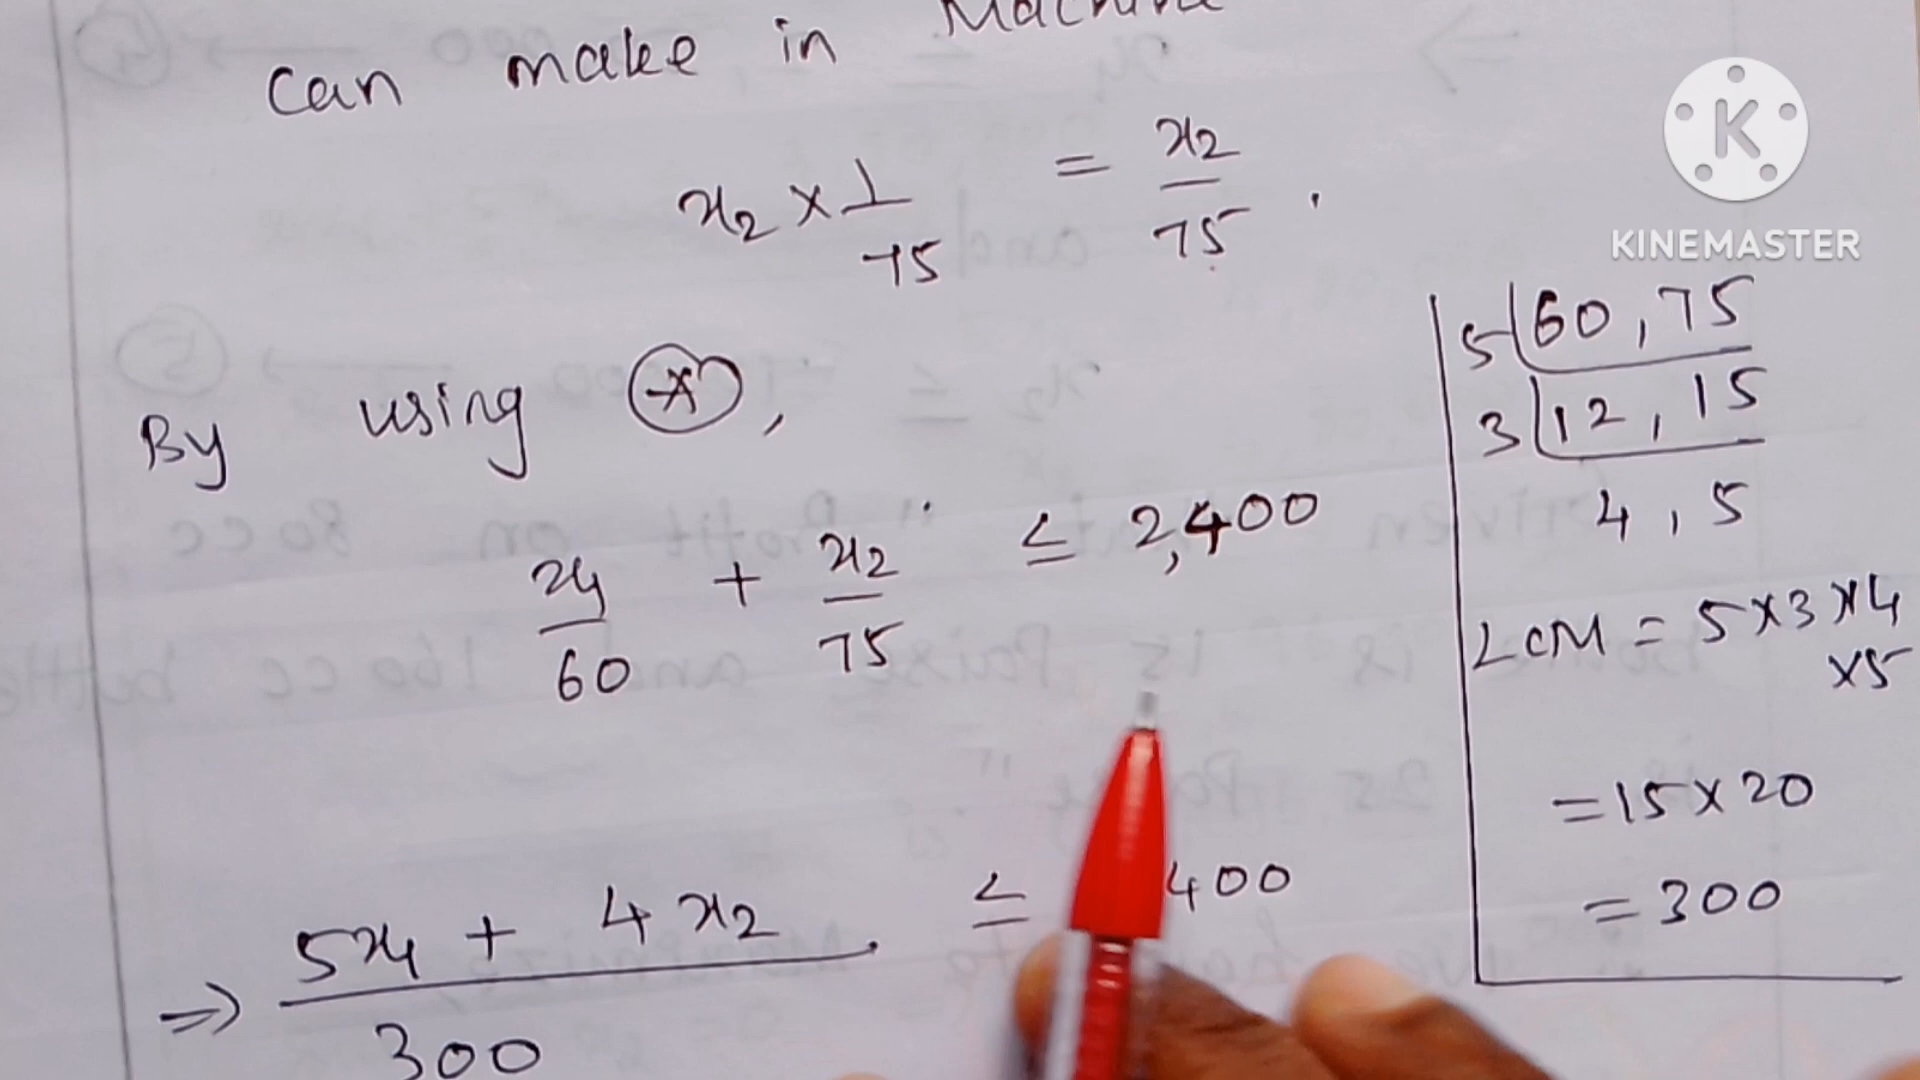 can make in Machine
x₂ × 1/75 = x₂/75 .
By using (*),
x₁/60 + x₂/75 ≤ 2,400
⇒ (5x₁ + 4x₂)/300 ≤ 400
5 | 60, 75
3 | 12, 15
4, 5
LCM = 5×3×4
×5
= 15×20
= 300
K
KINEMASTER